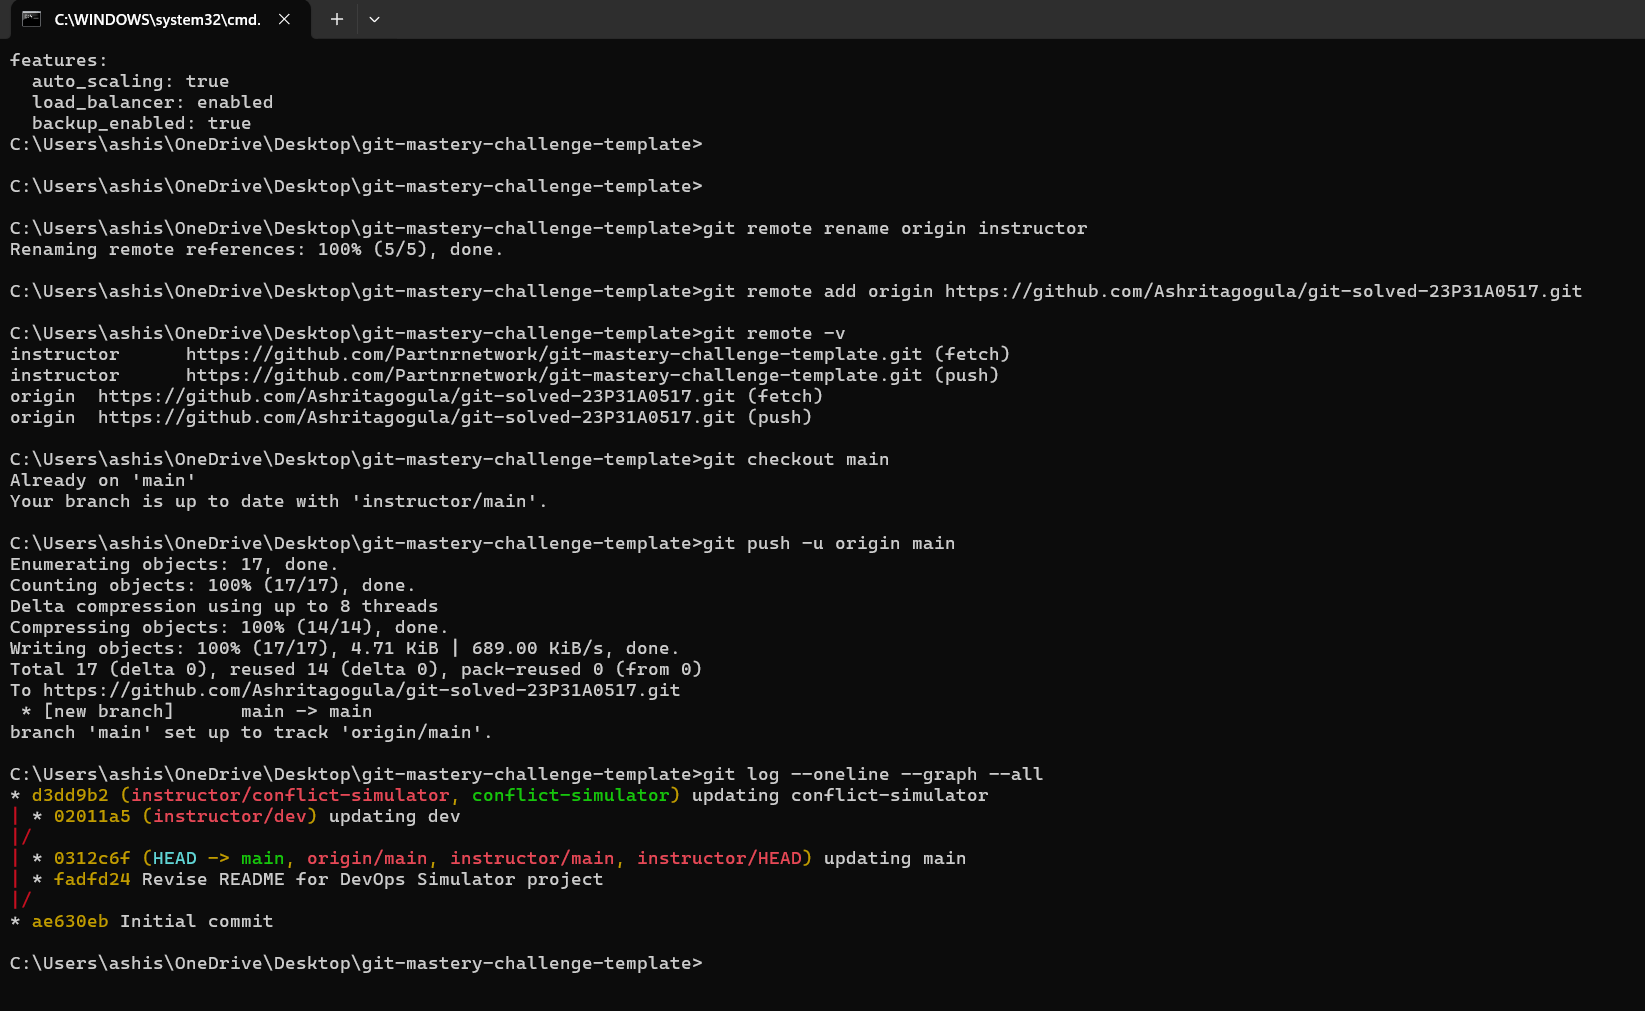 C:\WINDOWS\system32\cmd.
features:
  auto_scaling: true
  load_balancer: enabled
  backup_enabled: true
C:\Users\ashis\OneDrive\Desktop\git-mastery-challenge-template>
C:\Users\ashis\OneDrive\Desktop\git-mastery-challenge-template>
C:\Users\ashis\OneDrive\Desktop\git-mastery-challenge-template>git remote rename origin instructor
Renaming remote references: 100% (5/5), done.
C:\Users\ashis\OneDrive\Desktop\git-mastery-challenge-template>git remote add origin https://github.com/Ashritagogula/git-solved-23P31A0517.git
C:\Users\ashis\OneDrive\Desktop\git-mastery-challenge-template>git remote -v
instructor      https://github.com/Partnrnetwork/git-mastery-challenge-template.git (fetch)
instructor      https://github.com/Partnrnetwork/git-mastery-challenge-template.git (push)
origin  https://github.com/Ashritagogula/git-solved-23P31A0517.git (fetch)
origin  https://github.com/Ashritagogula/git-solved-23P31A0517.git (push)
C:\Users\ashis\OneDrive\Desktop\git-mastery-challenge-template>git checkout main
Already on 'main'
Your branch is up to date with 'instructor/main'.
C:\Users\ashis\OneDrive\Desktop\git-mastery-challenge-template>git push -u origin main
Enumerating objects: 17, done.
Counting objects: 100% (17/17), done.
Delta compression using up to 8 threads
Compressing objects: 100% (14/14), done.
Writing objects: 100% (17/17), 4.71 KiB | 689.00 KiB/s, done.
Total 17 (delta 0), reused 14 (delta 0), pack-reused 0 (from 0)
To https://github.com/Ashritagogula/git-solved-23P31A0517.git
 * [new branch]      main -> main
branch 'main' set up to track 'origin/main'.
C:\Users\ashis\OneDrive\Desktop\git-mastery-challenge-template>git log --oneline --graph --all
* d3dd9b2 (instructor/conflict-simulator, conflict-simulator) updating conflict-simulator
| * 02011a5 (instructor/dev) updating dev
|/
| * 0312c6f (HEAD -> main, origin/main, instructor/main, instructor/HEAD) updating main
| * fadfd24 Revise README for DevOps Simulator project
|/
* ae630eb Initial commit
C:\Users\ashis\OneDrive\Desktop\git-mastery-challenge-template>